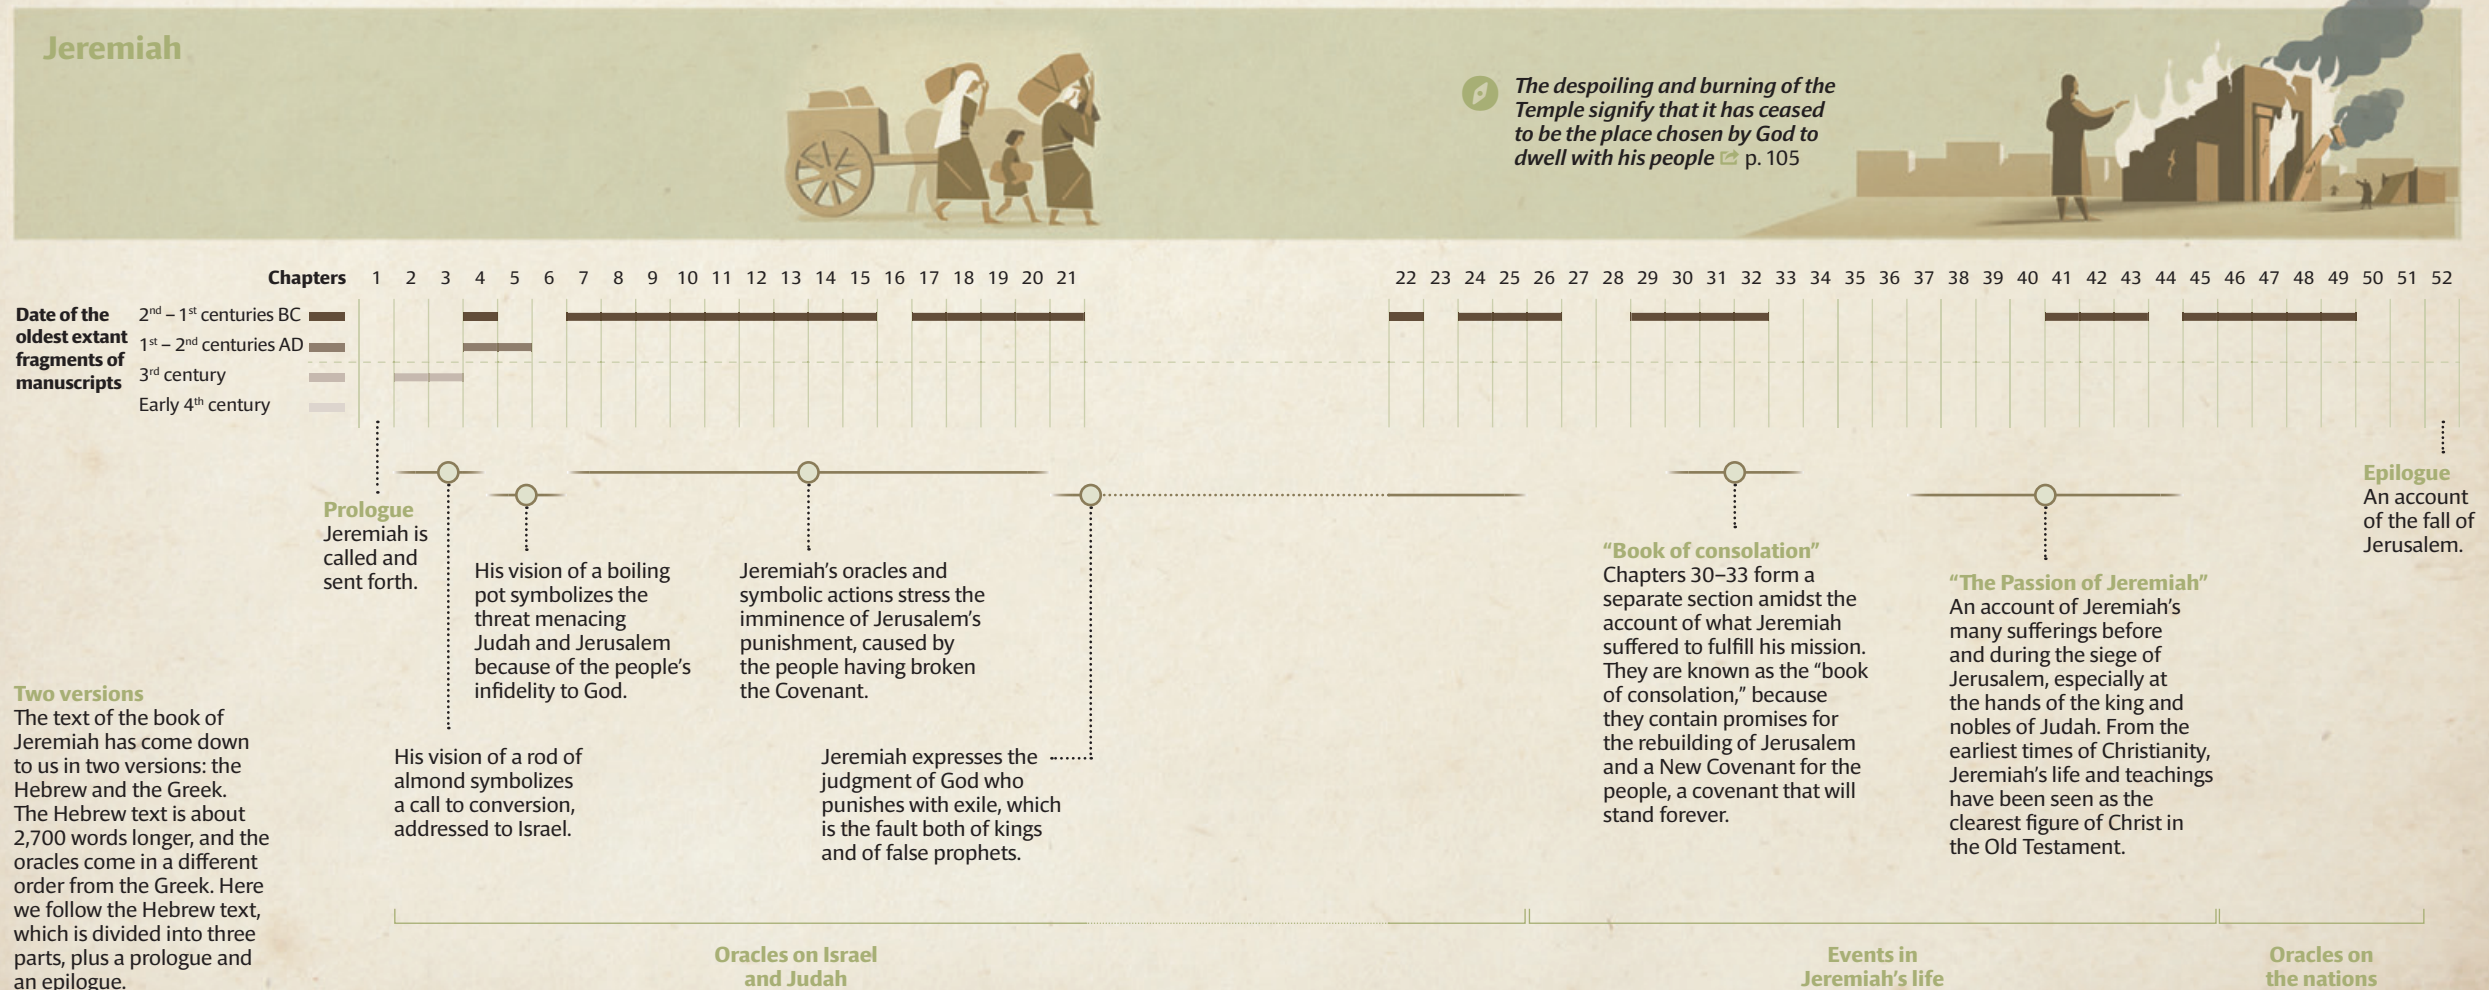 Jeremiah
The despoiling and burning of the
Temple signify that it has ceased
to be the place chosen by God to
dwell with his people p. 105
Chapters 1 2 3 4 5 6 7 8 9 10 11 12 13 14 15 16 17 18 19 20 21 22 23 24 25 26 27 28 29 30 31 32 33 34 35 36 37 38 39 40 41 42 43 44 45 46 47 48 49 50 51 52
Date of the
oldest extant
fragments of
manuscripts
2nd – 1st centuries BC
1st – 2nd centuries AD
3rd century
Early 4th century
Prologue
Jeremiah is
called and
sent forth.
His vision of a boiling
pot symbolizes the
threat menacing
Judah and Jerusalem
because of the people's
infidelity to God.
Jeremiah's oracles and
symbolic actions stress the
imminence of Jerusalem's
punishment, caused by
the people having broken
the Covenant.
"Book of consolation"
Chapters 30–33 form a
separate section amidst the
account of what Jeremiah
suffered to fulfill his mission.
They are known as the "book
of consolation," because
they contain promises for
the rebuilding of Jerusalem
and a New Covenant for the
people, a covenant that will
stand forever.
"The Passion of Jeremiah"
An account of Jeremiah's
many sufferings before
and during the siege of
Jerusalem, especially at
the hands of the king and
nobles of Judah. From the
earliest times of Christianity,
Jeremiah's life and teachings
have been seen as the
clearest figure of Christ in
the Old Testament.
Epilogue
An account
of the fall of
Jerusalem.
Two versions
The text of the book of
Jeremiah has come down
to us in two versions: the
Hebrew and the Greek.
The Hebrew text is about
2,700 words longer, and the
oracles come in a different
order from the Greek. Here
we follow the Hebrew text,
which is divided into three
parts, plus a prologue and
an epilogue.
His vision of a rod of
almond symbolizes
a call to conversion,
addressed to Israel.
Jeremiah expresses the
judgment of God who
punishes with exile, which
is the fault both of kings
and of false prophets.
Oracles on Israel
and Judah
Events in
Jeremiah's life
Oracles on
the nations